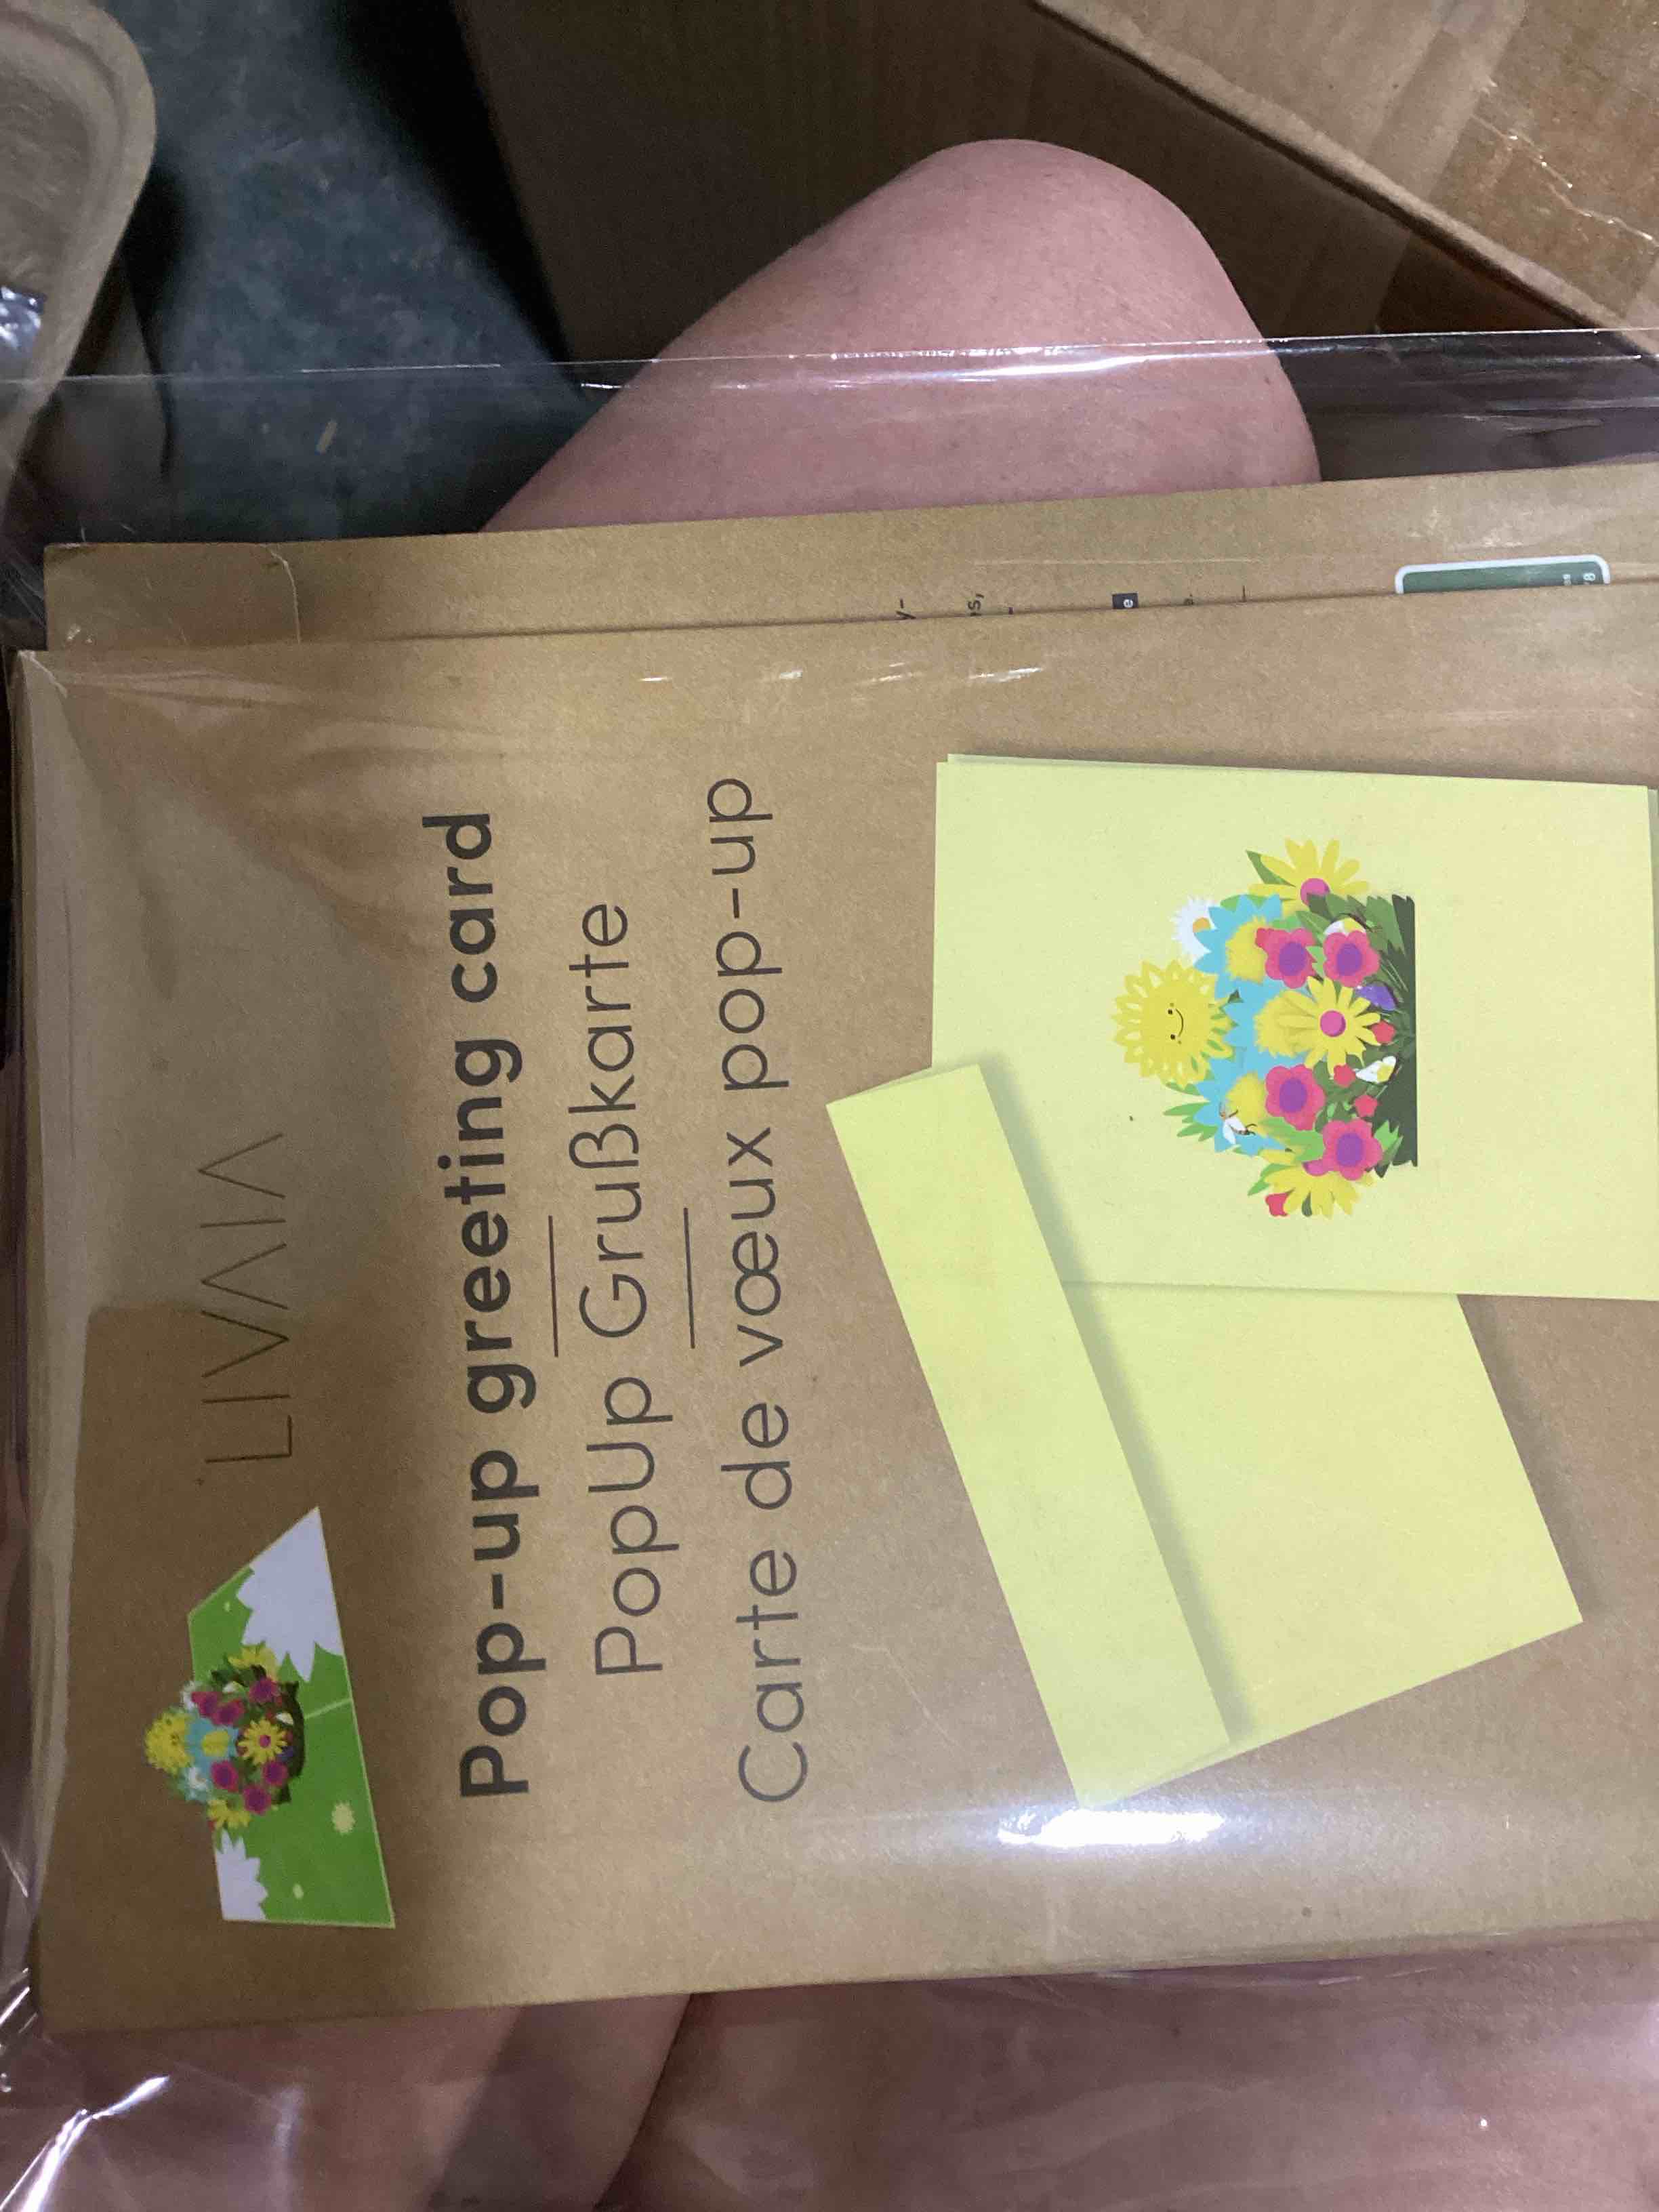 LIVAIA
Pop-up greeting card
PopUp Grußkarte
Carte de vœux pop-up